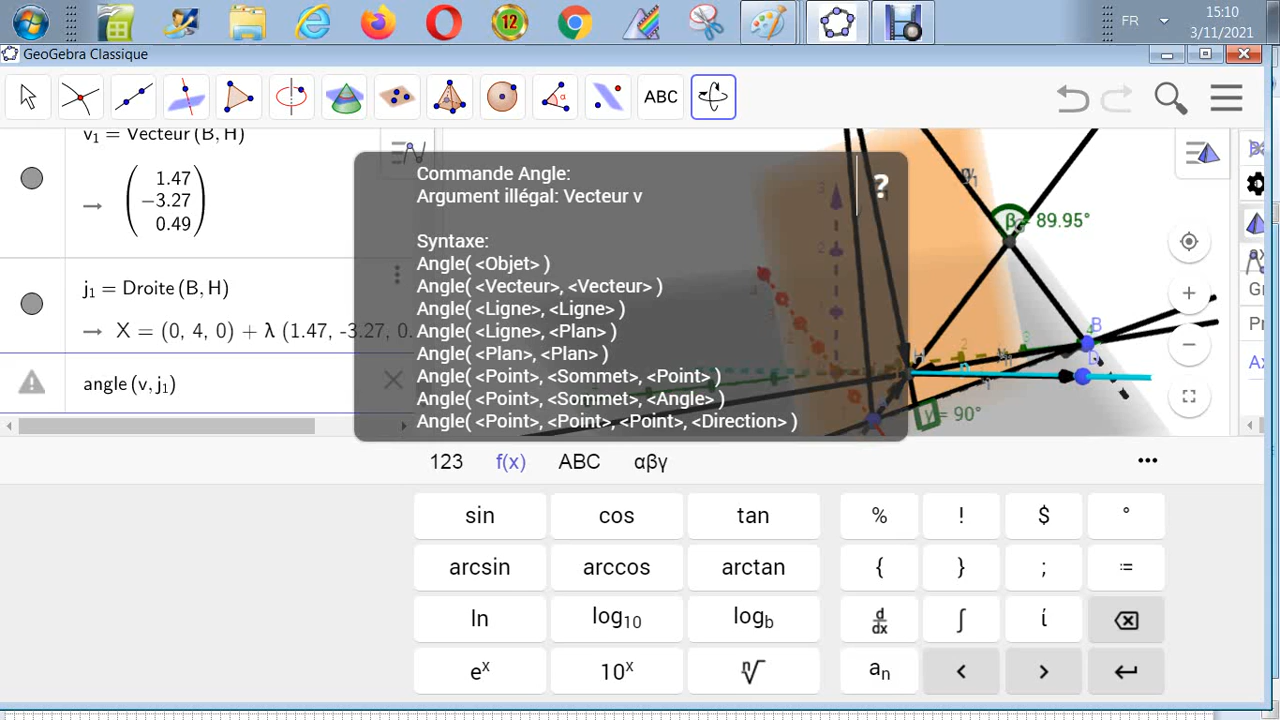 12
FR
15:10
3/11/2021
GeoGebra Classique
ABC
v₁ = Vecteur (B, H)
→ ( 1.47
−3.27
0.49 )
j₁ = Droite (B, H)
→ X = (0, 4, 0) + λ (1.47, -3.27, 0.
angle (v, j₁)
Commande Angle:
Argument illégal: Vecteur v
Syntaxe:
Angle( <Objet> )
Angle( <Vecteur>, <Vecteur> )
Angle( <Ligne>, <Ligne> )
Angle( <Ligne>, <Plan> )
Angle( <Plan>, <Plan> )
Angle( <Point>, <Sommet>, <Point> )
Angle( <Point>, <Sommet>, <Angle> )
Angle( <Point>, <Point>, <Point>, <Direction> )
?
= 89.95°
B
γ = 90°
123
f(x)
ABC
αβγ
•••
sin cos tan % ! $ °
arcsin arccos arctan { } ; :=
ln log₁₀ log_b d/dx ∫ ί
eˣ 10ˣ ⁿ√ aₙ < >